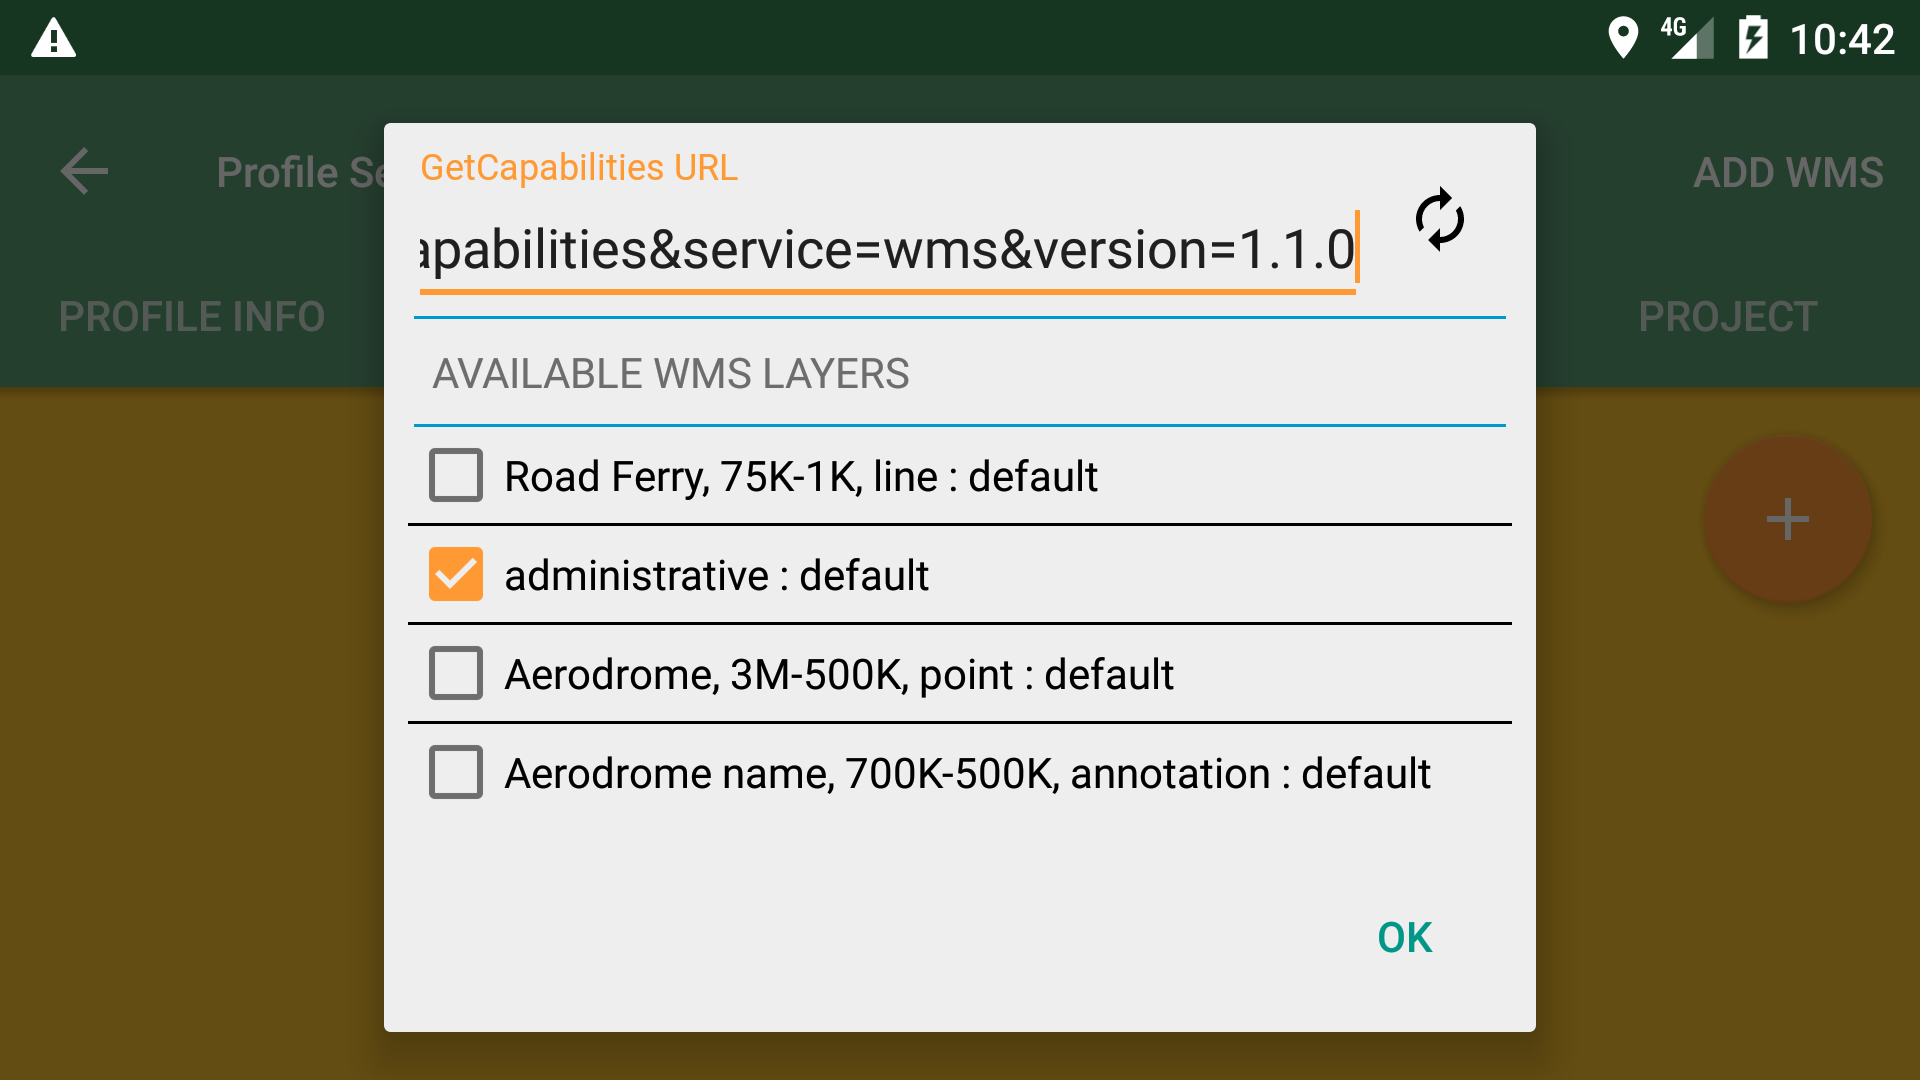 4G 10:42
Profile Se
ADD WMS
PROFILE INFO
PROJECT
GetCapabilities URL
apabilities&service=wms&version=1.1.0
AVAILABLE WMS LAYERS
Road Ferry, 75K-1K, line : default
administrative : default
Aerodrome, 3M-500K, point : default
Aerodrome name, 700K-500K, annotation : default
OK